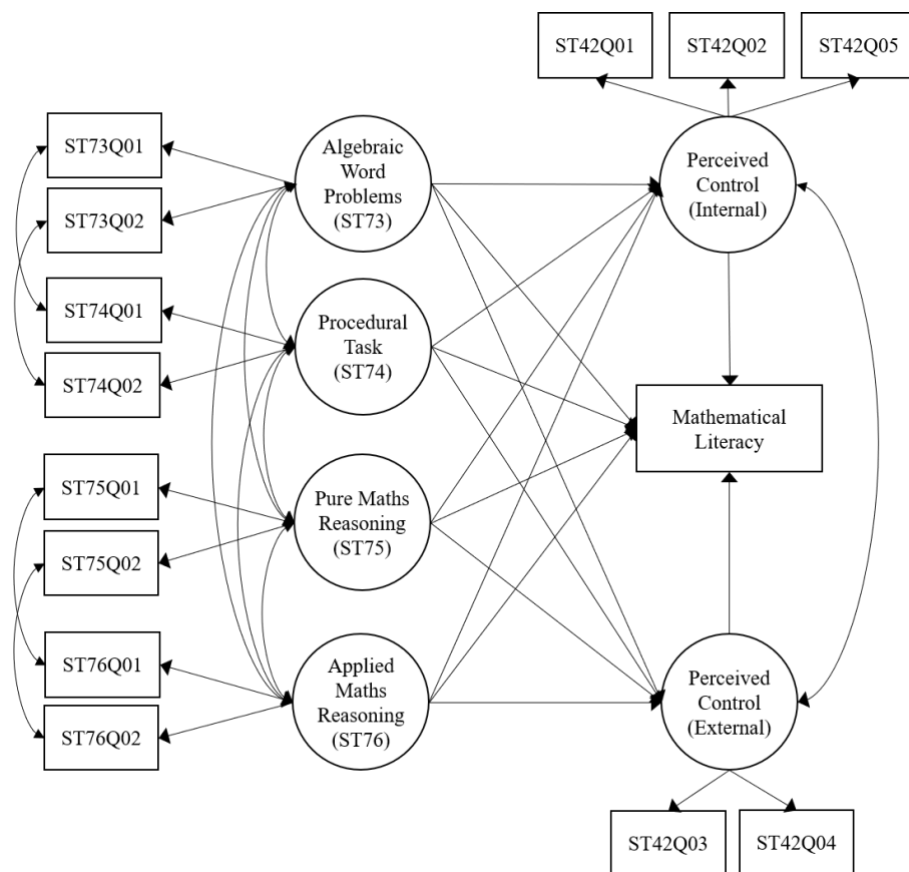 ST42Q01
ST42Q02
ST42Q05
ST73Q01
ST73Q02
ST74Q01
ST74Q02
ST75Q01
ST75Q02
ST76Q01
ST76Q02
Algebraic
Word
Problems
(ST73)
Procedural
Task
(ST74)
Pure Maths
Reasoning
(ST75)
Applied
Maths
Reasoning
(ST76)
Perceived
Control
(Internal)
Mathematical
Literacy
Perceived
Control
(External)
ST42Q03
ST42Q04